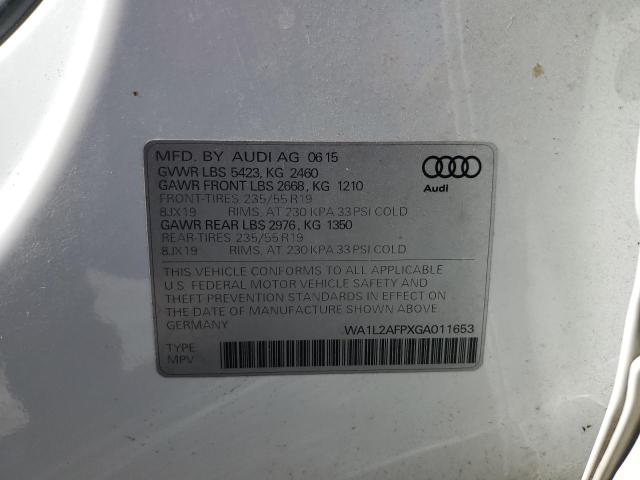 MFD. BY AUDI AG 06 15
GVWR LBS 5423, KG 2460
GAWR FRONT LBS 2668, KG 1210
FRONT-TIRES 235/55 R19
8JX19 RIMS, AT 230 KPA 33 PSI COLD
GAWR REAR LBS 2976, KG 1350
REAR-TIRES 235/55 R19
8JX19 RIMS, AT 230 KPA 33 PSI COLD
Audi
THIS VEHICLE CONFORMS TO ALL APPLICABLE
U.S. FEDERAL MOTOR VEHICLE SAFETY AND
THEFT PREVENTION STANDARDS IN EFFECT ON
THE DATE OF MANUFACTURE SHOWN ABOVE.
GERMANY WA1L2AFPXGA011653
TYPE
MPV